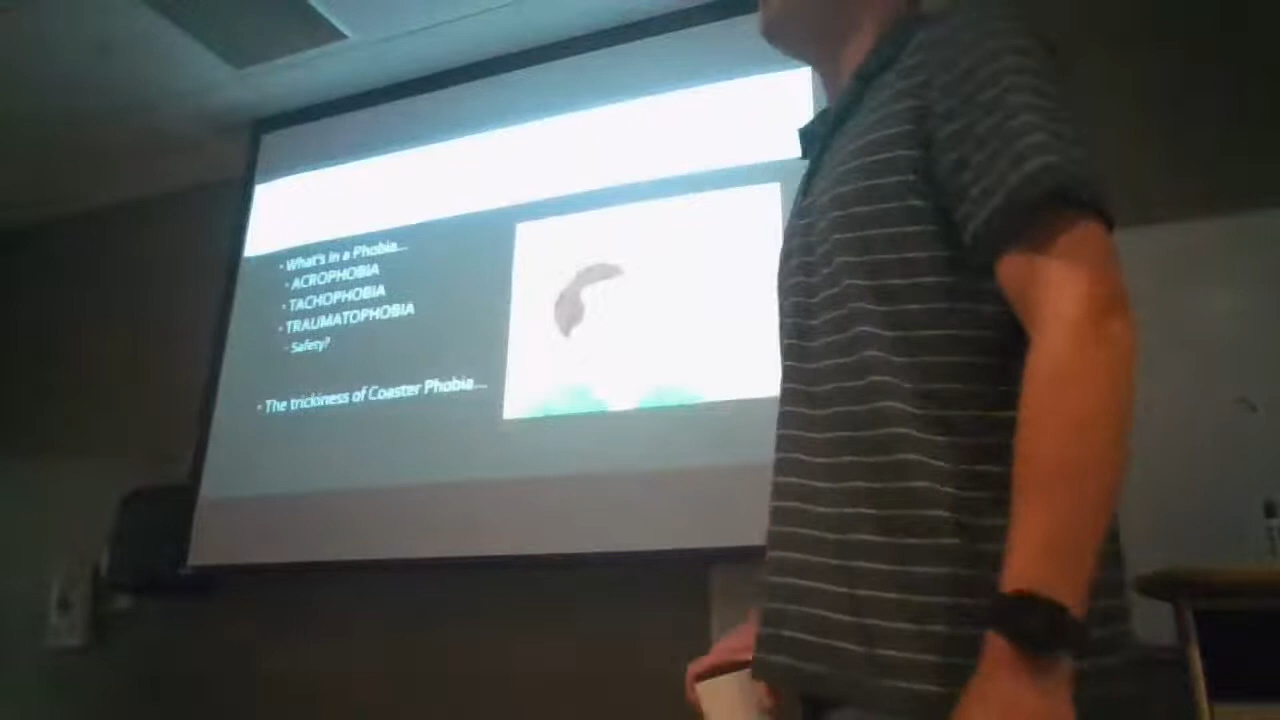 • What's in a Phobia...
• ACROPHOBIA
• TACHOPHOBIA
• TRAUMATOPHOBIA
• Safety?
• The trickiness of Coaster Phobia...